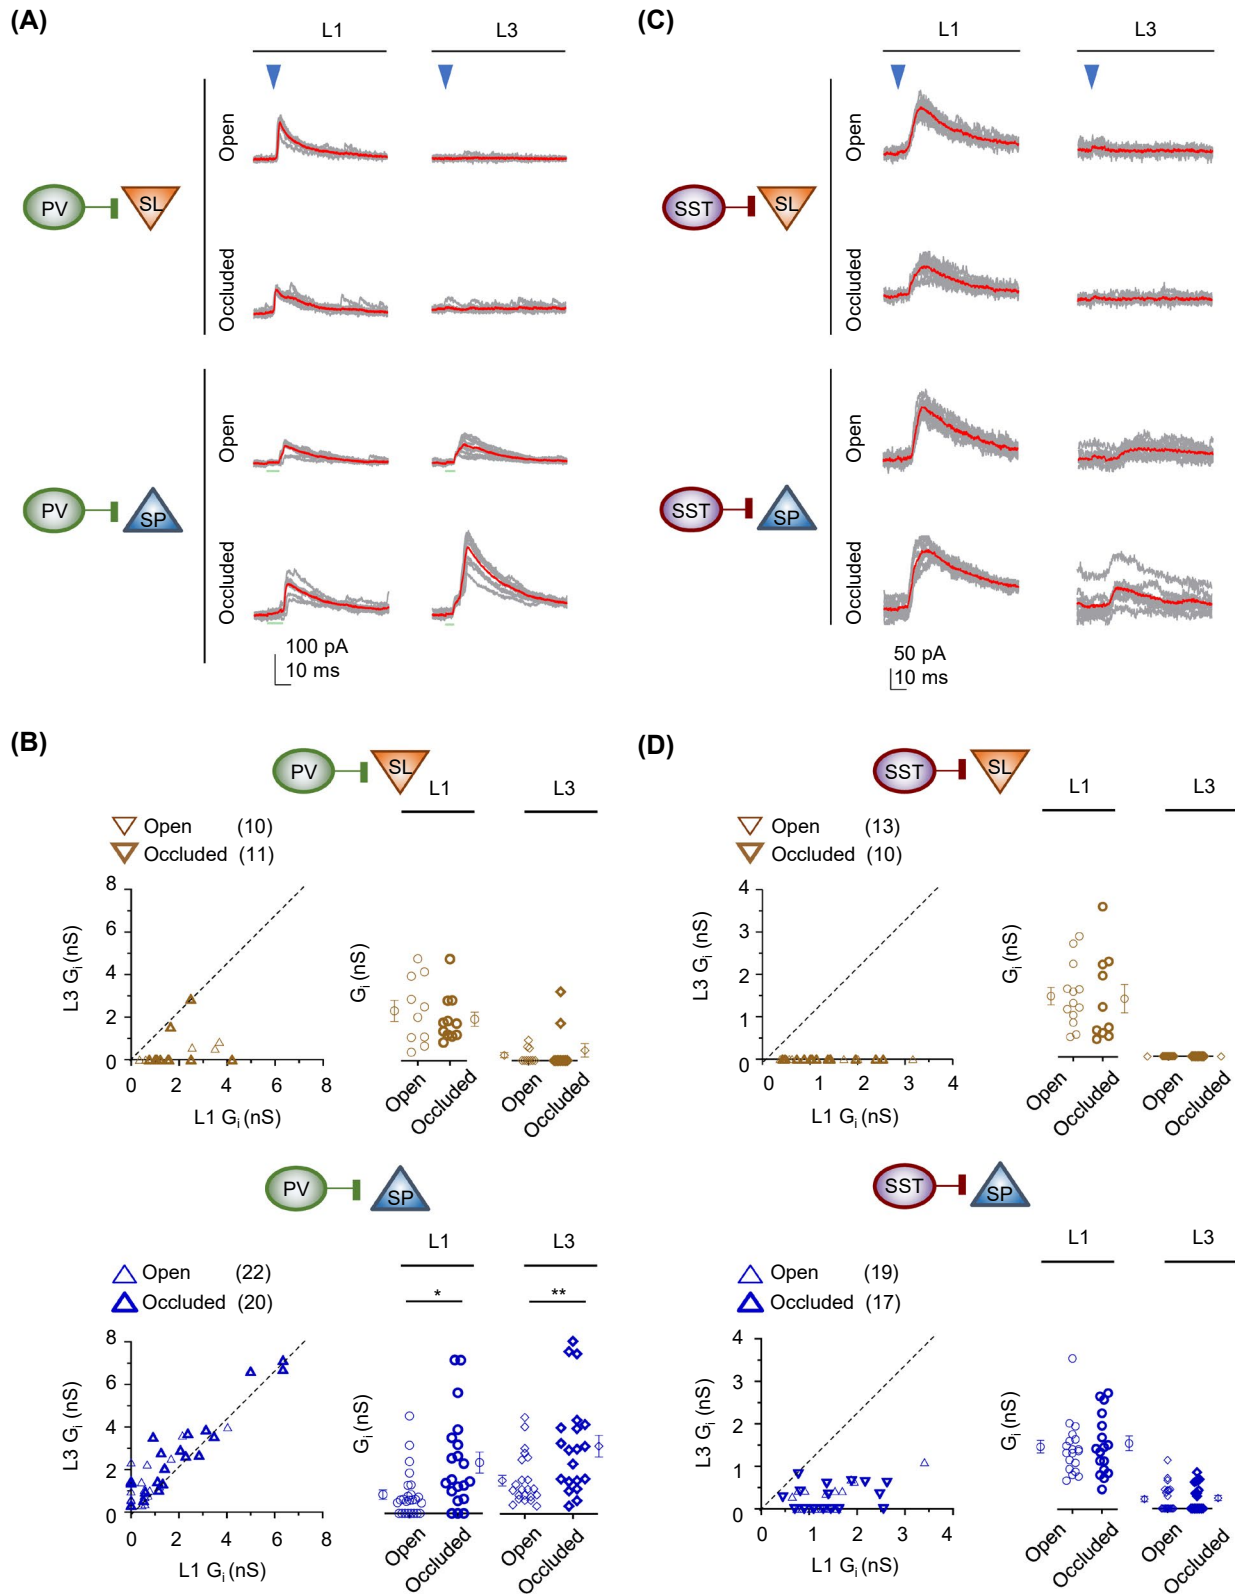 (A)
L1
L3
Open
PV
SL
Occluded
Open
PV
SP
Occluded
100 pA
10 ms
(C)
L1
L3
Open
SST
SL
Occluded
Open
SST
SP
Occluded
50 pA
10 ms
(B)
PV
SL
L1
L3
Open (10)
Occluded (11)
8
6
4
2
0
L3 Gi (nS)
0 2 4 6 8
L1 Gi (nS)
Gi (nS)
Open
Occluded
Open
Occluded
PV
SP
L1
L3
Open (22)
Occluded (20)
* **
8
6
4
2
0
L3 Gi (nS)
0 2 4 6 8
L1 Gi (nS)
Gi (nS)
Open
Occluded
Open
Occluded
(D)
SST
SL
L1
L3
Open (13)
Occluded (10)
4
3
2
1
0
L3 Gi (nS)
0 1 2 3 4
L1 Gi (nS)
Gi (nS)
Open
Occluded
Open
Occluded
SST
SP
L1
L3
Open (19)
Occluded (17)
4
3
2
1
0
L3 Gi (nS)
0 1 2 3 4
L1 Gi (nS)
Gi (nS)
Open
Occluded
Open
Occluded